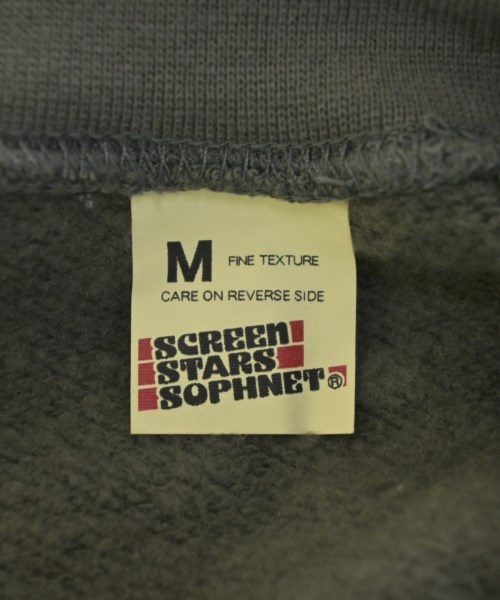 M FINE TEXTURE
CARE ON REVERSE SIDE
SCREEN
STARS
SOPHNET®